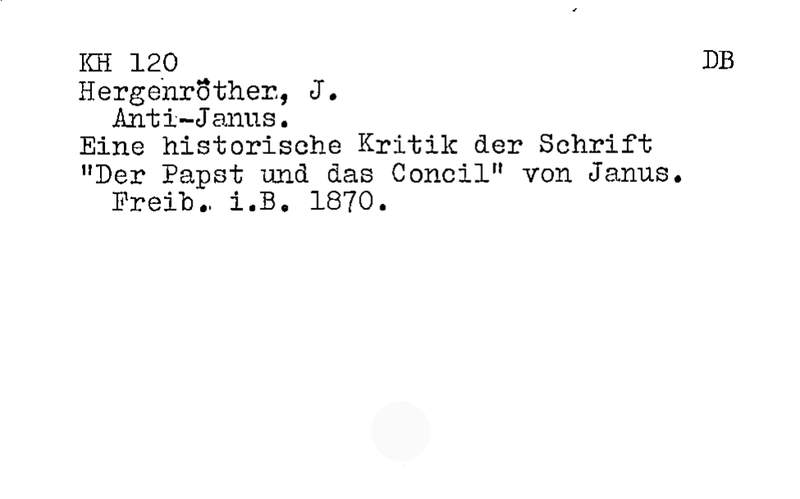 KH 120 DB
Hergenröther, J.
Anti-Janus.
Eine historische Kritik der Schrift
"Der Papst und das Concil" von Janus.
Freib. i.B. 1870.